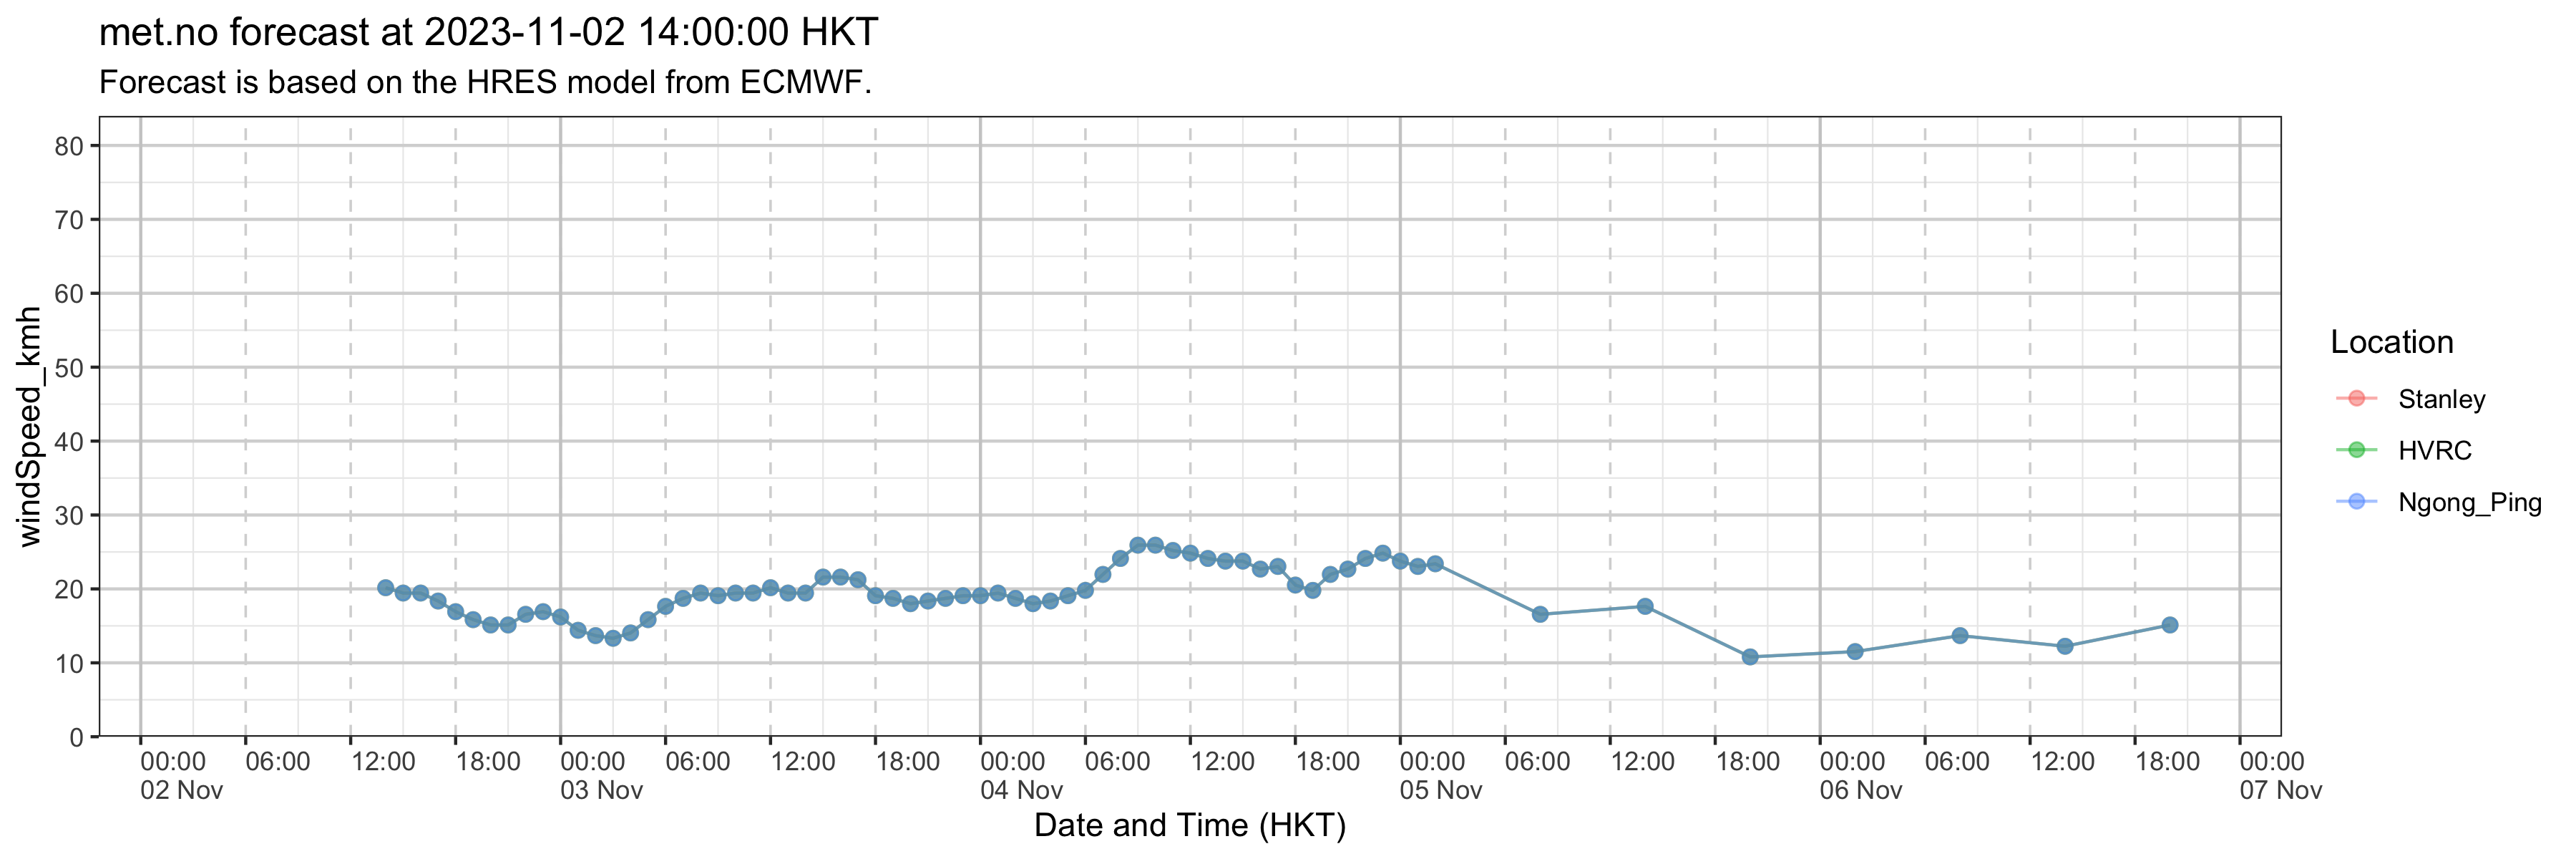 met.no forecast at 2023-11-02 14:00:00 HKT
Forecast is based on the HRES model from ECMWF.
windSpeed_kmh
80
70
60
50
40
30
20
10
0
00:00 06:00 12:00 18:00 00:00 06:00 12:00 18:00 00:00 06:00 12:00 18:00 00:00 06:00 12:00 18:00 00:00 06:00 12:00 18:00 00:00
02 Nov 03 Nov 04 Nov 05 Nov 06 Nov 07 Nov
Date and Time (HKT)
Location
Stanley
HVRC
Ngong_Ping